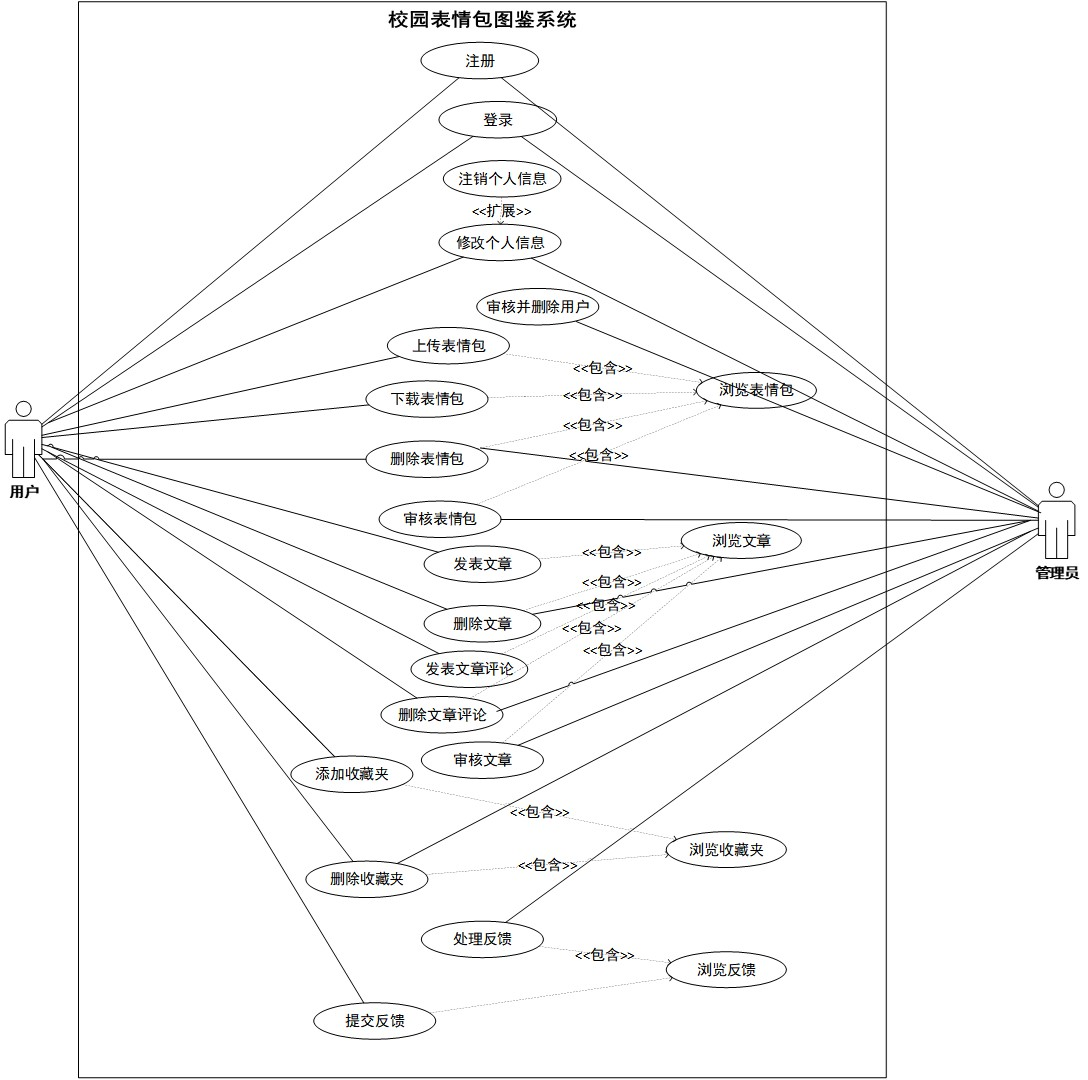 校园表情包图鉴系统
注册
登录
注销个人信息
<<扩展>>
修改个人信息
审核并删除用户
上传表情包
<<包含>>
浏览表情包
下载表情包
<<包含>>
<<包含>>
删除表情包
<<包含>>
用户
审核表情包
浏览文章
发表文章
<<包含>>
管理员
<<包含>>
<<包含>>
删除文章
<<包含>>
<<包含>>
发表文章评论
删除文章评论
审核文章
添加收藏夹
<<包含>>
浏览收藏夹
<<包含>>
删除收藏夹
处理反馈
<<包含>>
浏览反馈
提交反馈